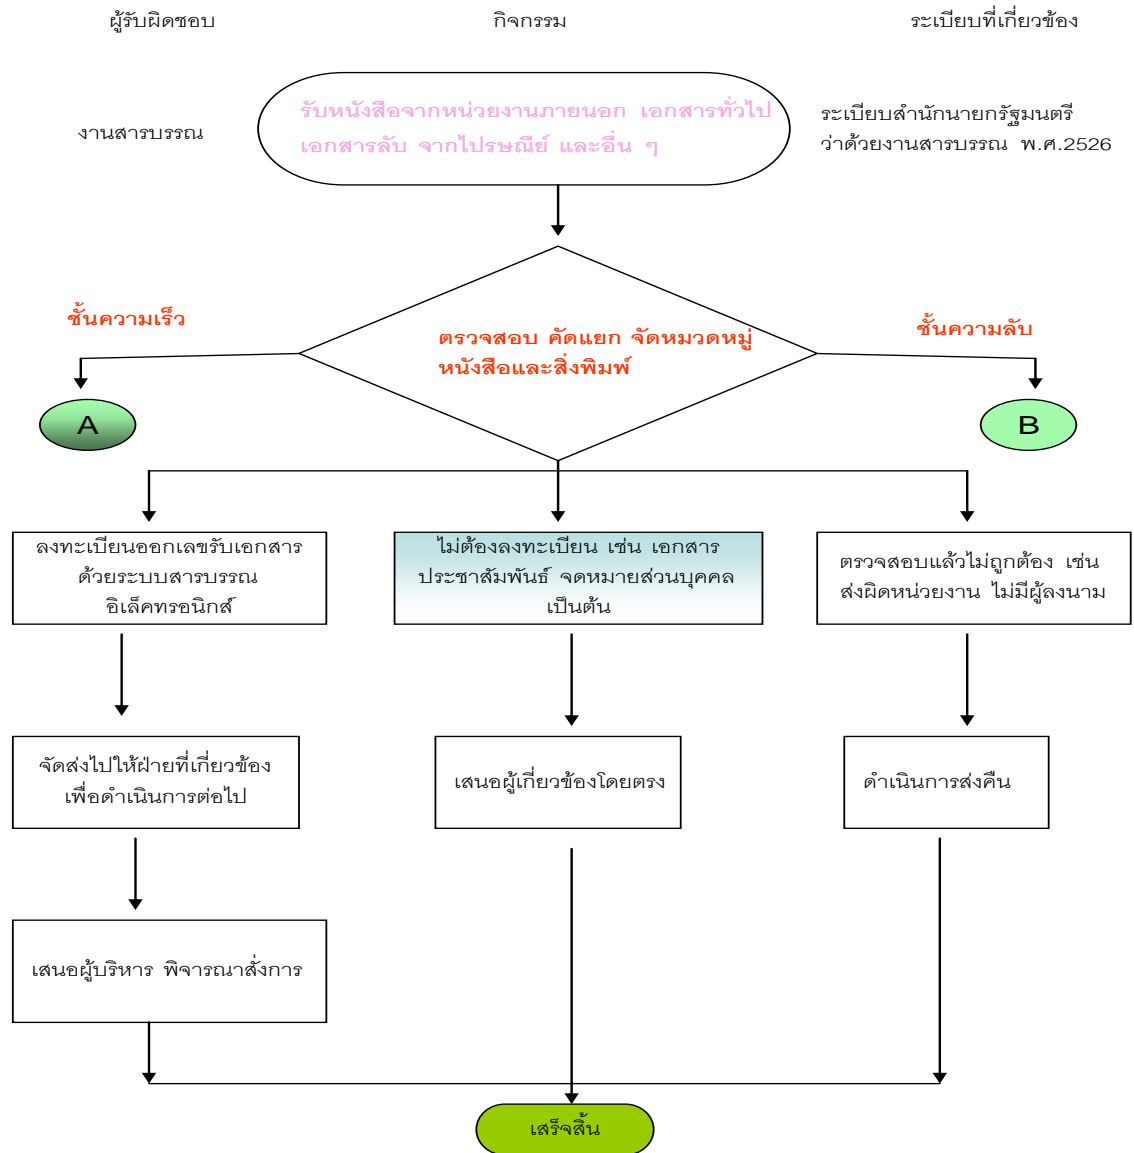 ผู้รับผิดชอบ
กิจกรรม
ระเบียบที่เกี่ยวข้อง
งานสารบรรณ
รับหนังสือจากหน่วยงานภายนอก เอกสารทั่วไป
เอกสารลับ จากไปรษณีย์ และอื่น ๆ
ระเบียบสำนักนายกรัฐมนตรี
ว่าด้วยงานสารบรรณ พ.ศ.2526
ชั้นความเร็ว
ตรวจสอบ คัดแยก จัดหมวดหมู่
หนังสือและสิ่งพิมพ์
ชั้นความลับ
A
B
ลงทะเบียนออกเลขรับเอกสาร
ด้วยระบบสารบรรณ
อิเล็คทรอนิกส์
ไม่ต้องลงทะเบียน เช่น เอกสาร
ประชาสัมพันธ์ จดหมายส่วนบุคคล
เป็นต้น
ตรวจสอบแล้วไม่ถูกต้อง เช่น
ส่งผิดหน่วยงาน ไม่มีผู้ลงนาม
จัดส่งไปให้ฝ่ายที่เกี่ยวข้อง
เพื่อดำเนินการต่อไป
เสนอผู้เกี่ยวข้องโดยตรง
ดำเนินการส่งคืน
เสนอผู้บริหาร พิจารณาสั่งการ
เสร็จสิ้น